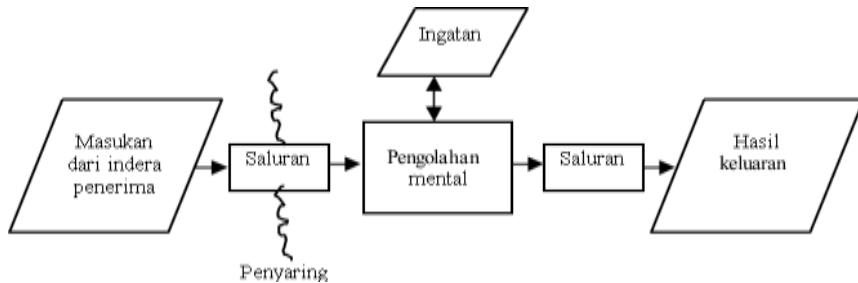 Ingatan
Masukan
dari indera
penerima
Saluran
Pengolahan
mental
Saluran
Hasil
keluaran
Penyaring